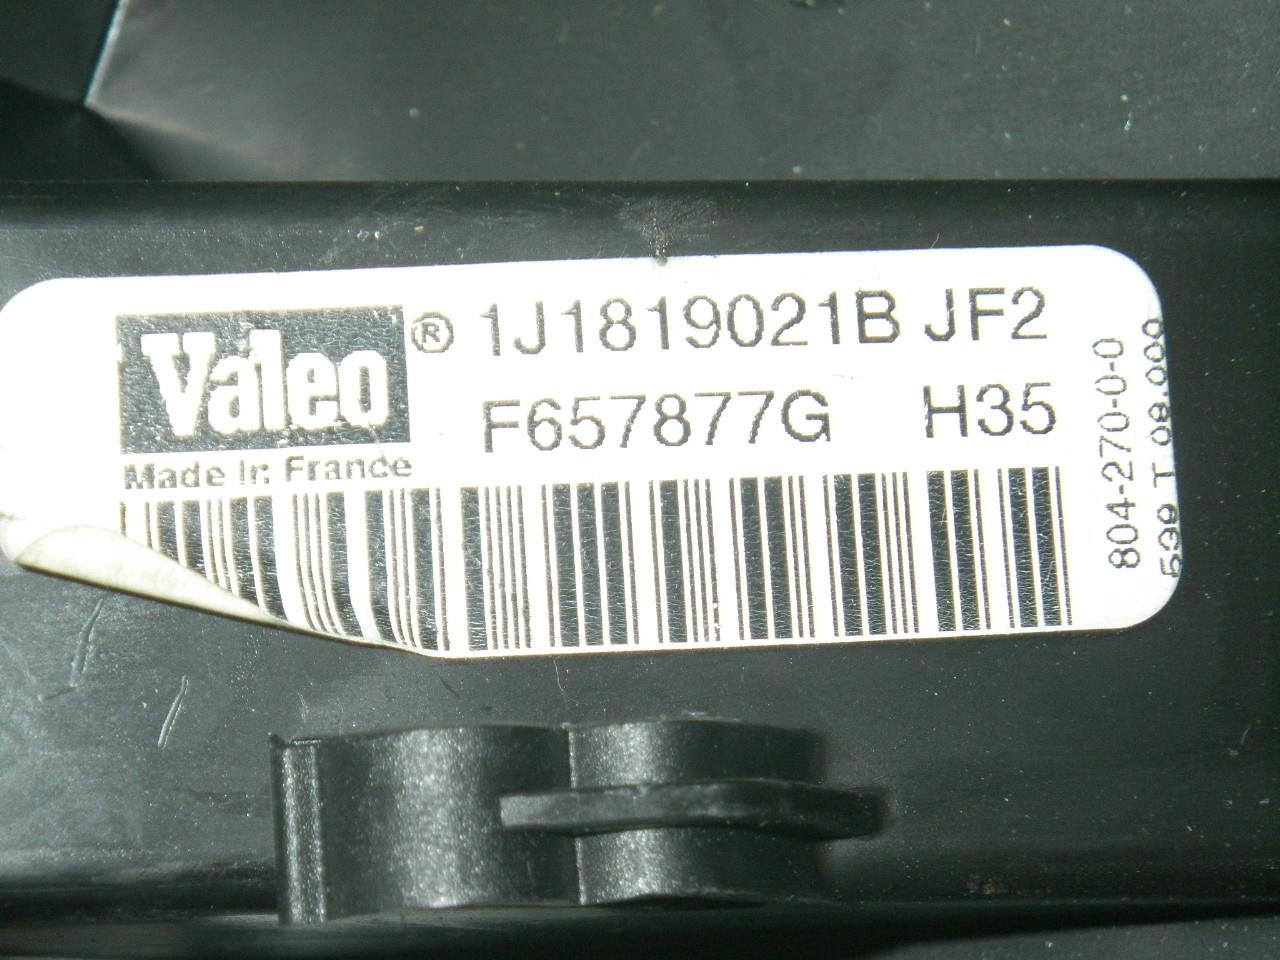 Valeo® 1J1819021B JF2
F657877G H35
Made In France
804-270-0-0
539 T 08.000